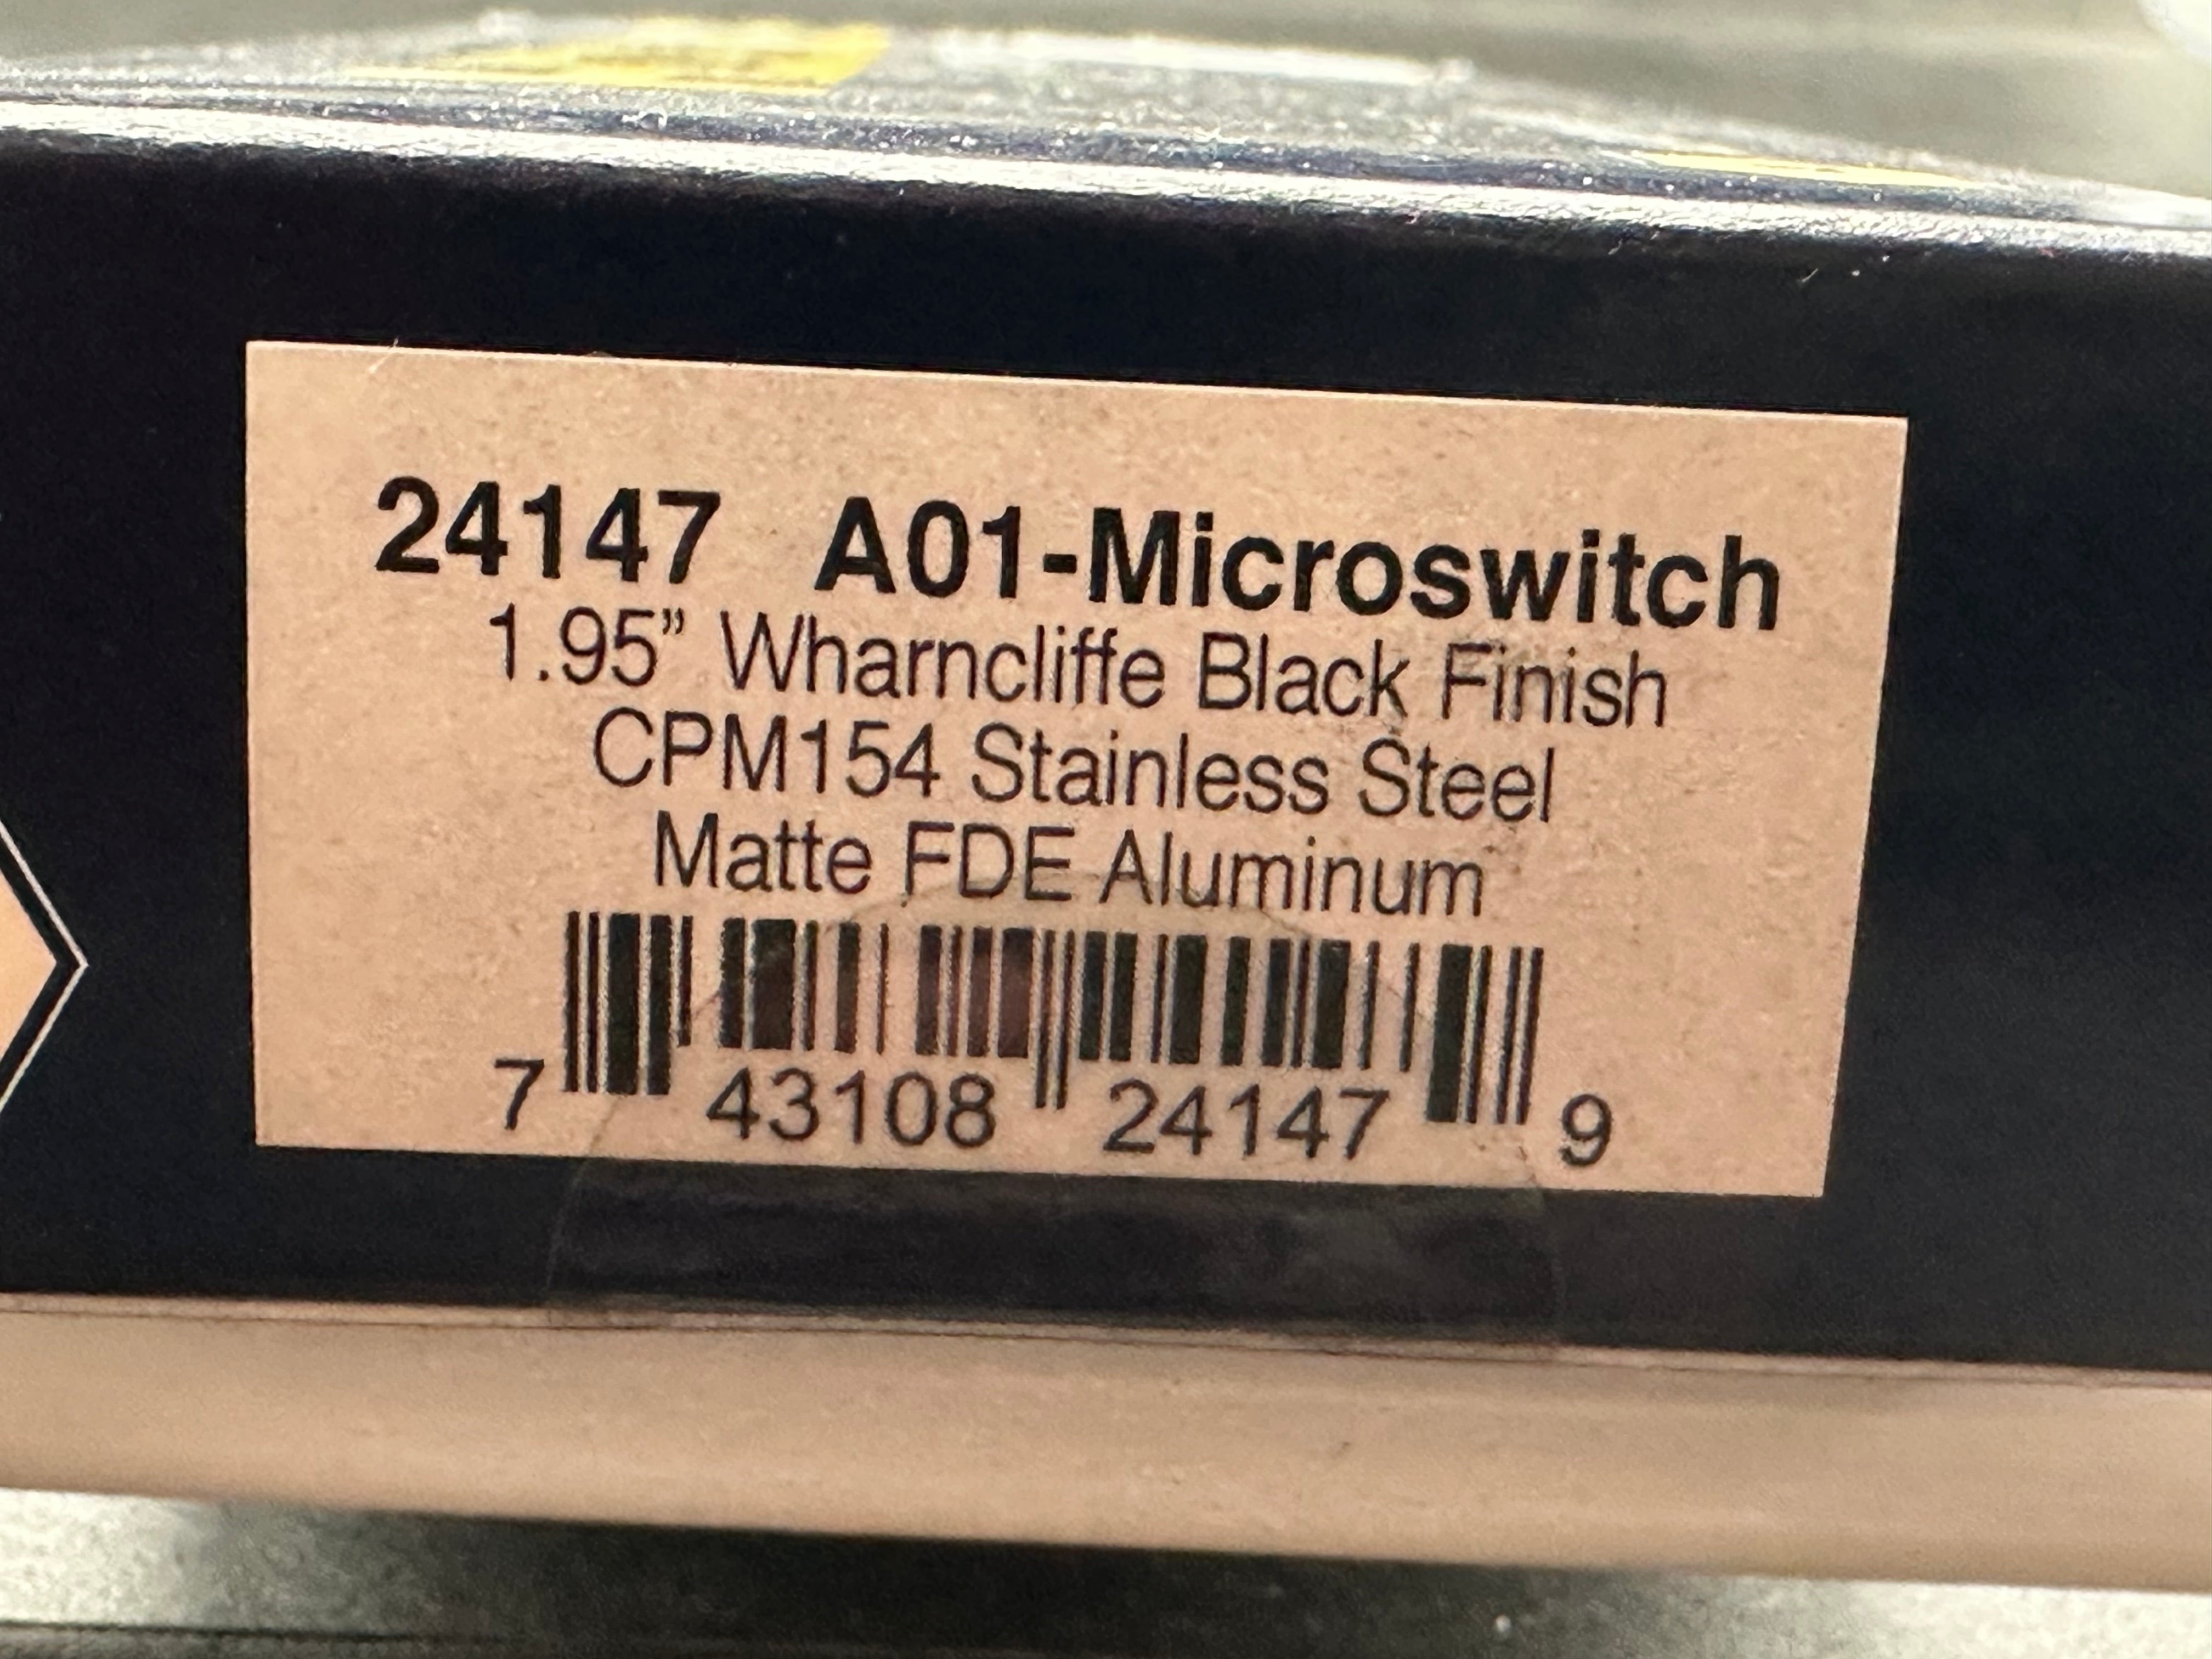 24147 A01-Microswitch
1.95” Wharncliffe Black Finish
CPM154 Stainless Steel
Matte FDE Aluminum
7 43108 24147 9